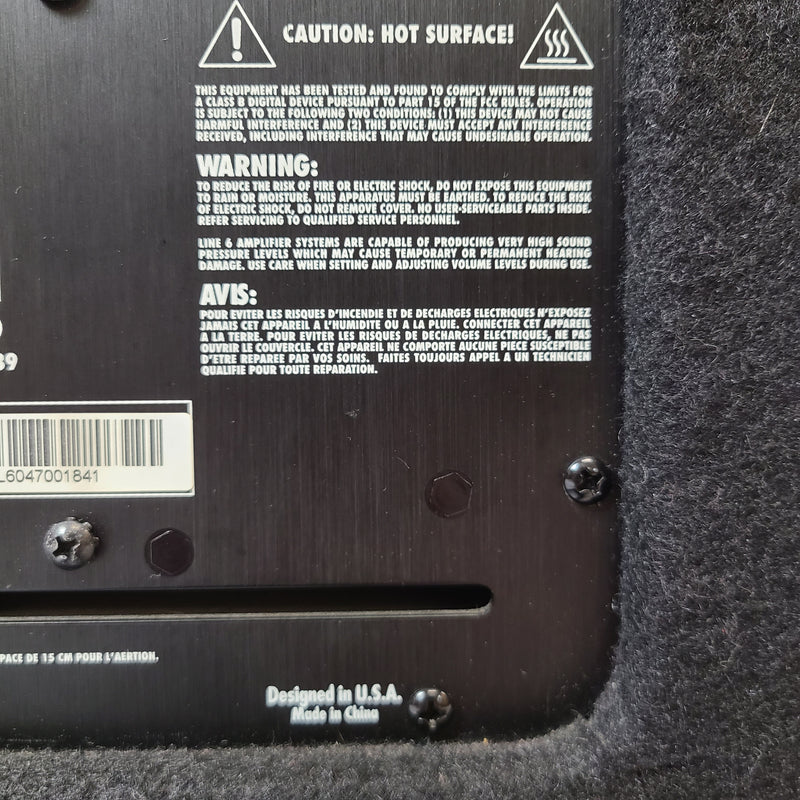 CAUTION: HOT SURFACE!
THIS EQUIPMENT HAS BEEN TESTED AND FOUND TO COMPLY WITH THE LIMITS FOR
A CLASS B DIGITAL DEVICE PURSUANT TO PART 15 OF THE FCC RULES. OPERATION
IS SUBJECT TO THE FOLLOWING TWO CONDITIONS: (1) THIS DEVICE MAY NOT CAUSE
HARMFUL INTERFERENCE AND (2) THIS DEVICE MUST ACCEPT ANY INTERFERENCE
RECEIVED, INCLUDING INTERFERENCE THAT MAY CAUSE UNDESIRABLE OPERATION.
WARNING:
TO REDUCE THE RISK OF FIRE OR ELECTRIC SHOCK, DO NOT EXPOSE THIS EQUIPMENT
TO RAIN OR MOISTURE. THIS APPARATUS MUST BE EARTHED. TO REDUCE THE RISK
OF ELECTRIC SHOCK, DO NOT REMOVE COVER. NO USER-SERVICEABLE PARTS INSIDE.
REFER SERVICING TO QUALIFIED SERVICE PERSONNEL.
LINE 6 AMPLIFIER SYSTEMS ARE CAPABLE OF PRODUCING VERY HIGH SOUND
PRESSURE LEVELS WHICH MAY CAUSE TEMPORARY OR PERMANENT HEARING
DAMAGE. USE CARE WHEN SETTING AND ADJUSTING VOLUME LEVELS DURING USE.
AVIS:
POUR EVITER LES RISQUES D'INCENDIE ET DE DECHARGES ELECTRIQUES N'EXPOSEZ
JAMAIS CET APPAREIL A L'HUMIDITE OU A LA PLUIE. CONNECTER CET APPAREIL
A LA TERRE. POUR EVITER LES RISQUES DE DECHARGES ELECTRIQUES, NE PAS
OUVRIR LE COUVERCLE. CET APPAREIL NE COMPORTE AUCUNE PIECE SUSCEPTIBLE
D'ETRE REPAREE PAR VOS SOINS. FAITES TOUJOURS APPEL A UN TECHNICIEN
QUALIFIE POUR TOUTE REPARATION.
39
L6047001841
PACE DE 15 CM POUR L'AERTION.
Designed in U.S.A.
Made in China